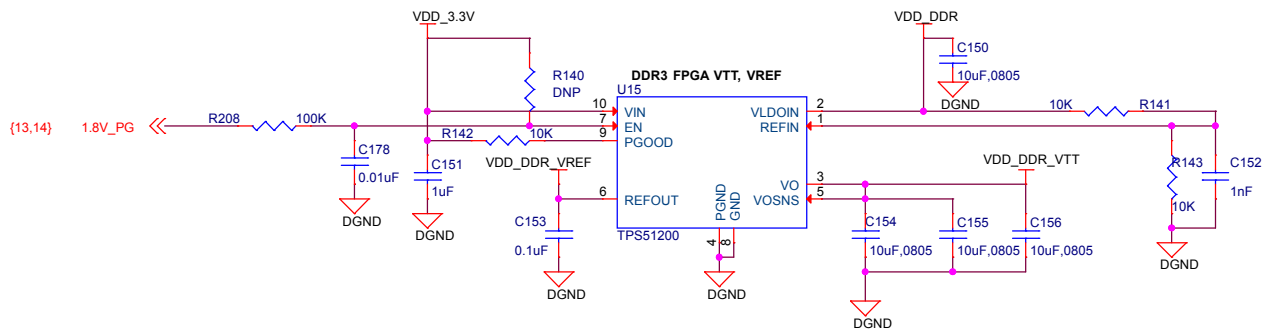 VDD_3.3V
VDD_DDR
C150
10uF,0805
DGND
R140
DNP
DDR3 FPGA VTT, VREF
U15
{13,14}
1.8V_PG
R208
100K
10
VIN
7
EN
9
PGOOD
VLDOIN
2
REFIN
1
10K
R141
R142
10K
C178
0.01uF
DGND
C151
1uF
DGND
VDD_DDR_VREF
6
REFOUT
C153
0.1uF
DGND
PGND
GND
4
8
TPS51200
DGND
VO
3
VOSNS
5
VDD_DDR_VTT
C154
10uF,0805
C155
10uF,0805
C156
10uF,0805
DGND
R143
10K
C152
1nF
DGND